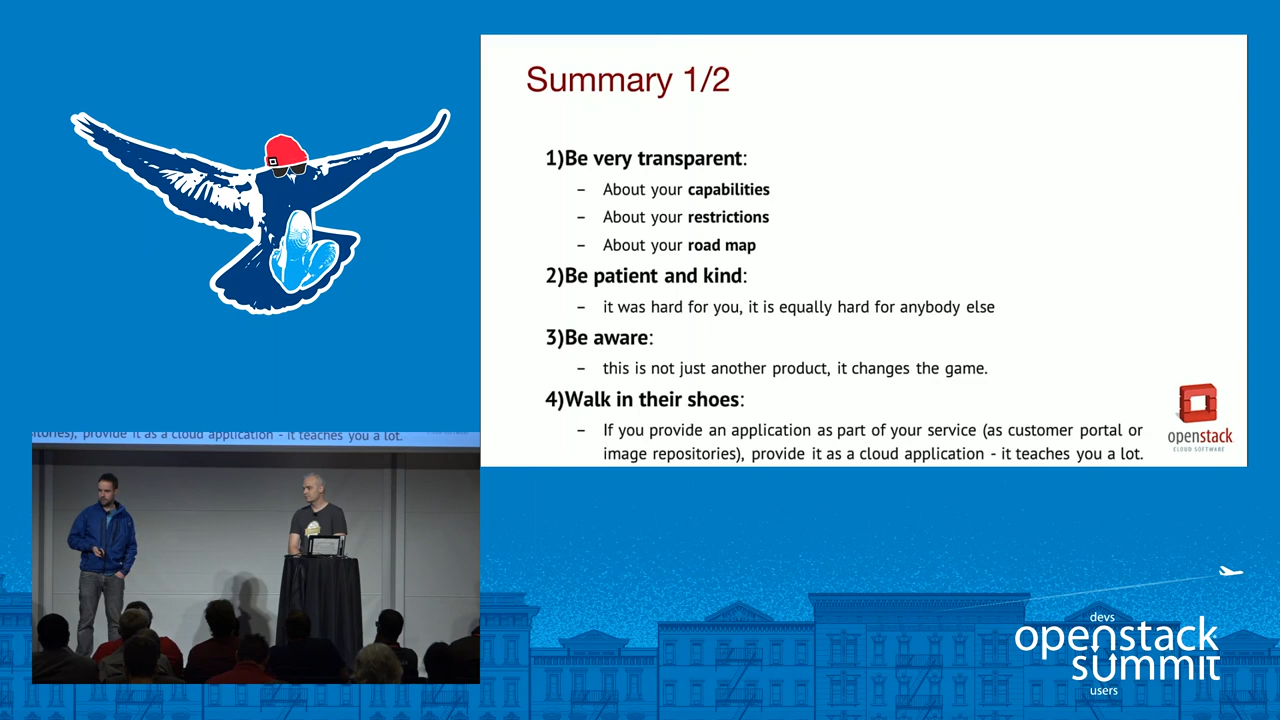 Summary 1/2
1)Be very transparent:
– About your capabilities
– About your restrictions
– About your road map
2)Be patient and kind:
– it was hard for you, it is equally hard for anybody else
3)Be aware:
– this is not just another product, it changes the game.
4)Walk in their shoes:
– If you provide an application as part of your service (as customer portal or
image repositories), provide it as a cloud application - it teaches you a lot.
openstack
CLOUD SOFTWARE
itories), provide it as a cloud application - it teaches you a lot.
devs
openstack
summit
users